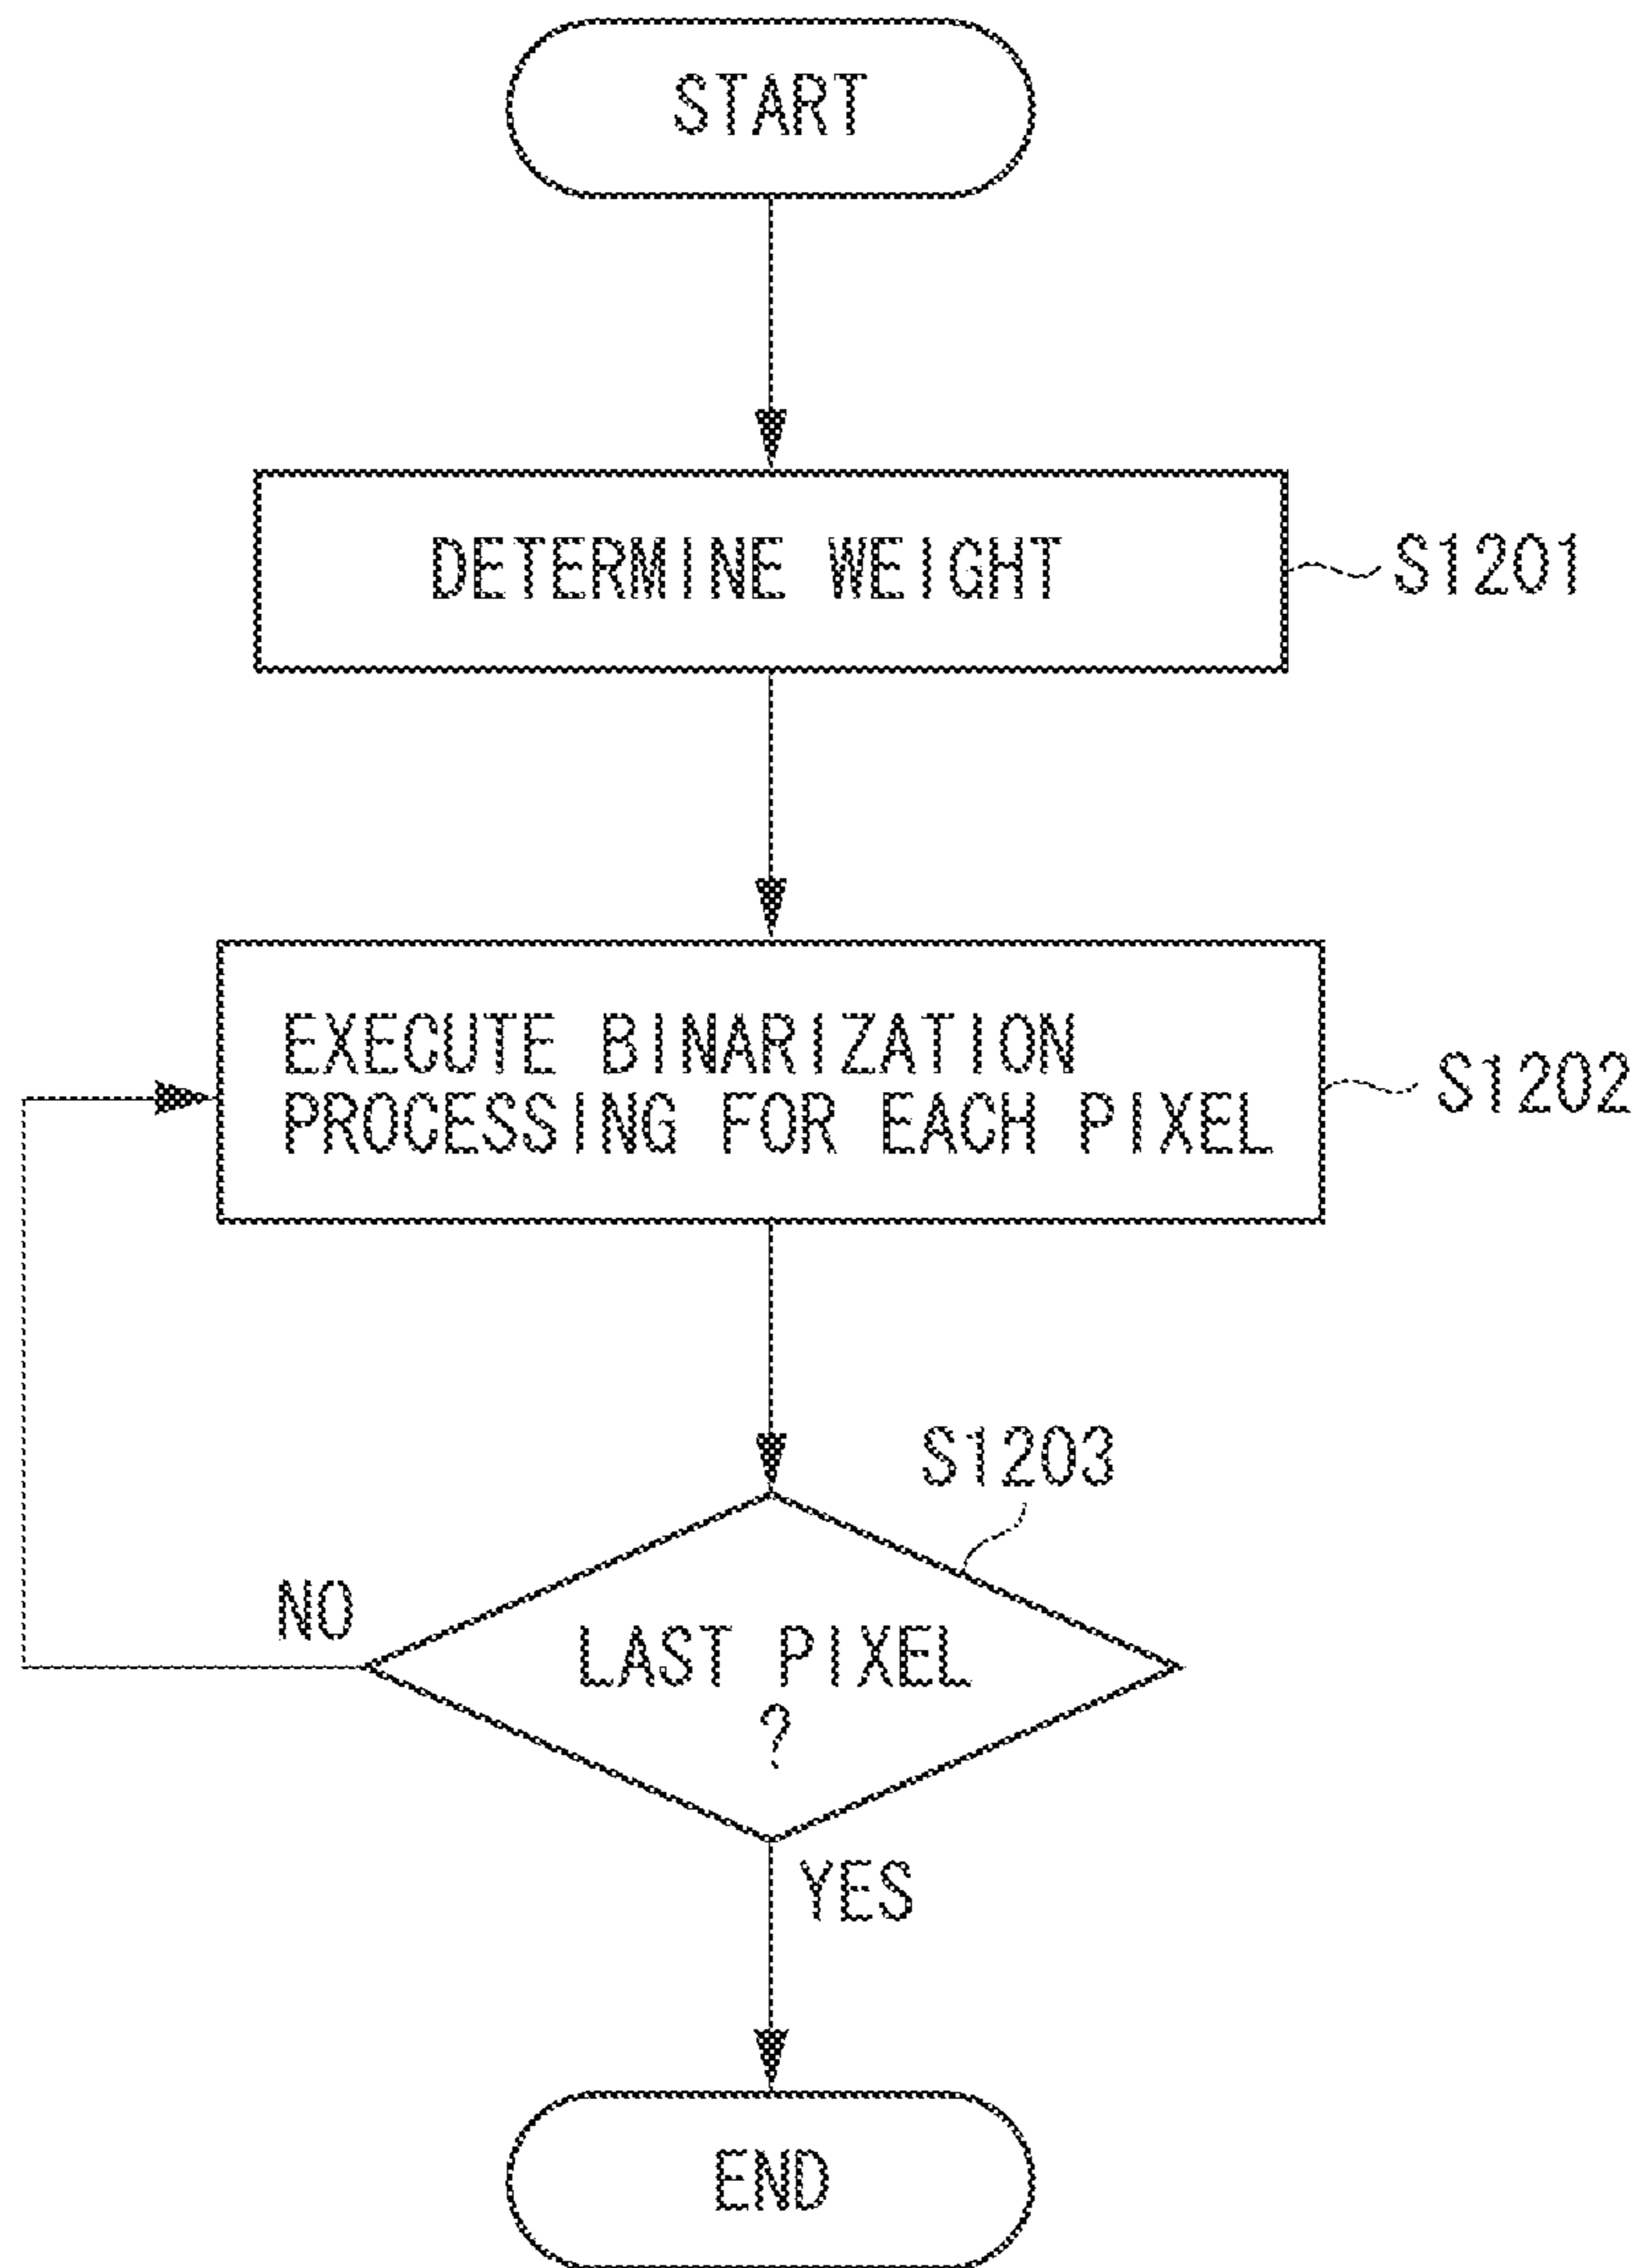 START
DETERMINE WEIGHT
S1201
EXECUTE BINARIZATION
PROCESSING FOR EACH PIXEL
S1202
S1203
NO
LAST PIXEL
?
YES
END